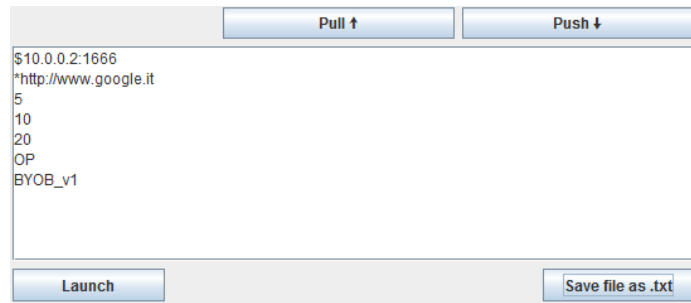 Pull ↑
Push ↓
$10.0.0.2:1666
*http://www.google.it
5
10
20
OP
BYOB_v1
Launch
Save file as .txt